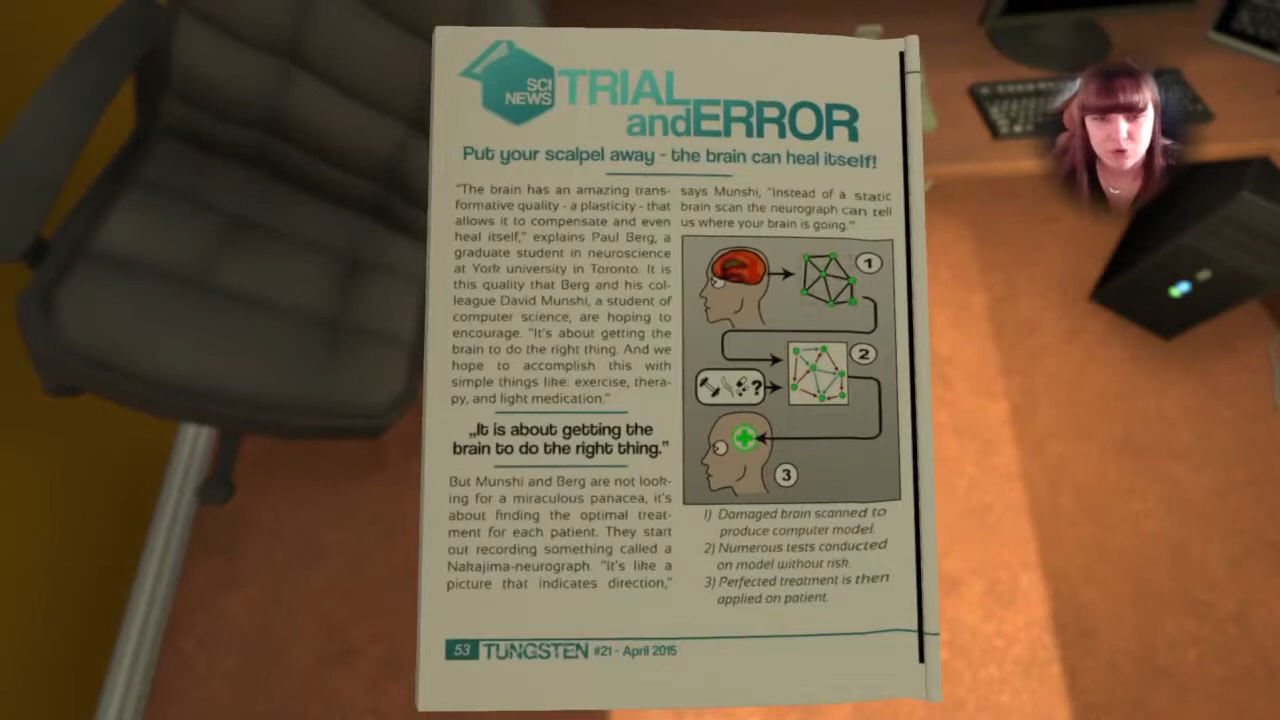 SCI
NEWS
TRIAL
andERROR
Put your scalpel away - the brain can heal itself!
"The brain has an amazing trans-
formative quality - a plasticity - that
allows it to compensate and even
heal itself," explains Paul Berg, a
graduate student in neuroscience
at York university in Toronto. It is
this quality that Berg and his col-
league David Munshi, a student of
computer science, are hoping to
encourage. "It's about getting the
brain to do the right thing. And we
hope to accomplish this with
simple things like: exercise, thera-
py, and light medication."
„It is about getting the
brain to do the right thing."
But Munshi and Berg are not look-
ing for a miraculous panacea, it's
about finding the optimal treat-
ment for each patient. They start
out recording something called a
Nakajima-neurograph. "It's like a
picture that indicates direction,"
says Munshi, "Instead of a static
brain scan the neurograph can tell
us where your brain is going."
1
2
?
3
1) Damaged brain scanned to
produce computer model.
2) Numerous tests conducted
on model without risk.
3) Perfected treatment is then
applied on patient.
53 TUNGSTEN #21 - April 2015